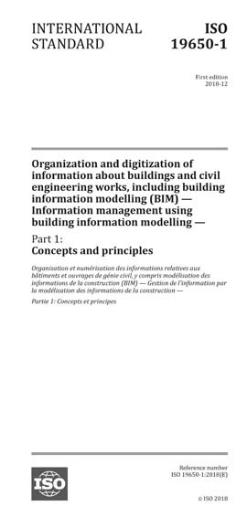 INTERNATIONAL
STANDARD
ISO
19650-1
First edition
2018-12
Organization and digitization of
information about buildings and civil
engineering works, including building
information modelling (BIM) —
Information management using
building information modelling —
Part 1:
Concepts and principles
Organisation et numérisation des informations relatives aux
bâtiments et ouvrages de génie civil, y compris modélisation des
informations de la construction (BIM) — Gestion de l'information par
la modélisation des informations de la construction —
Partie 1: Concepts et principes
ISO
Reference number
ISO 19650-1:2018(E)
© ISO 2018